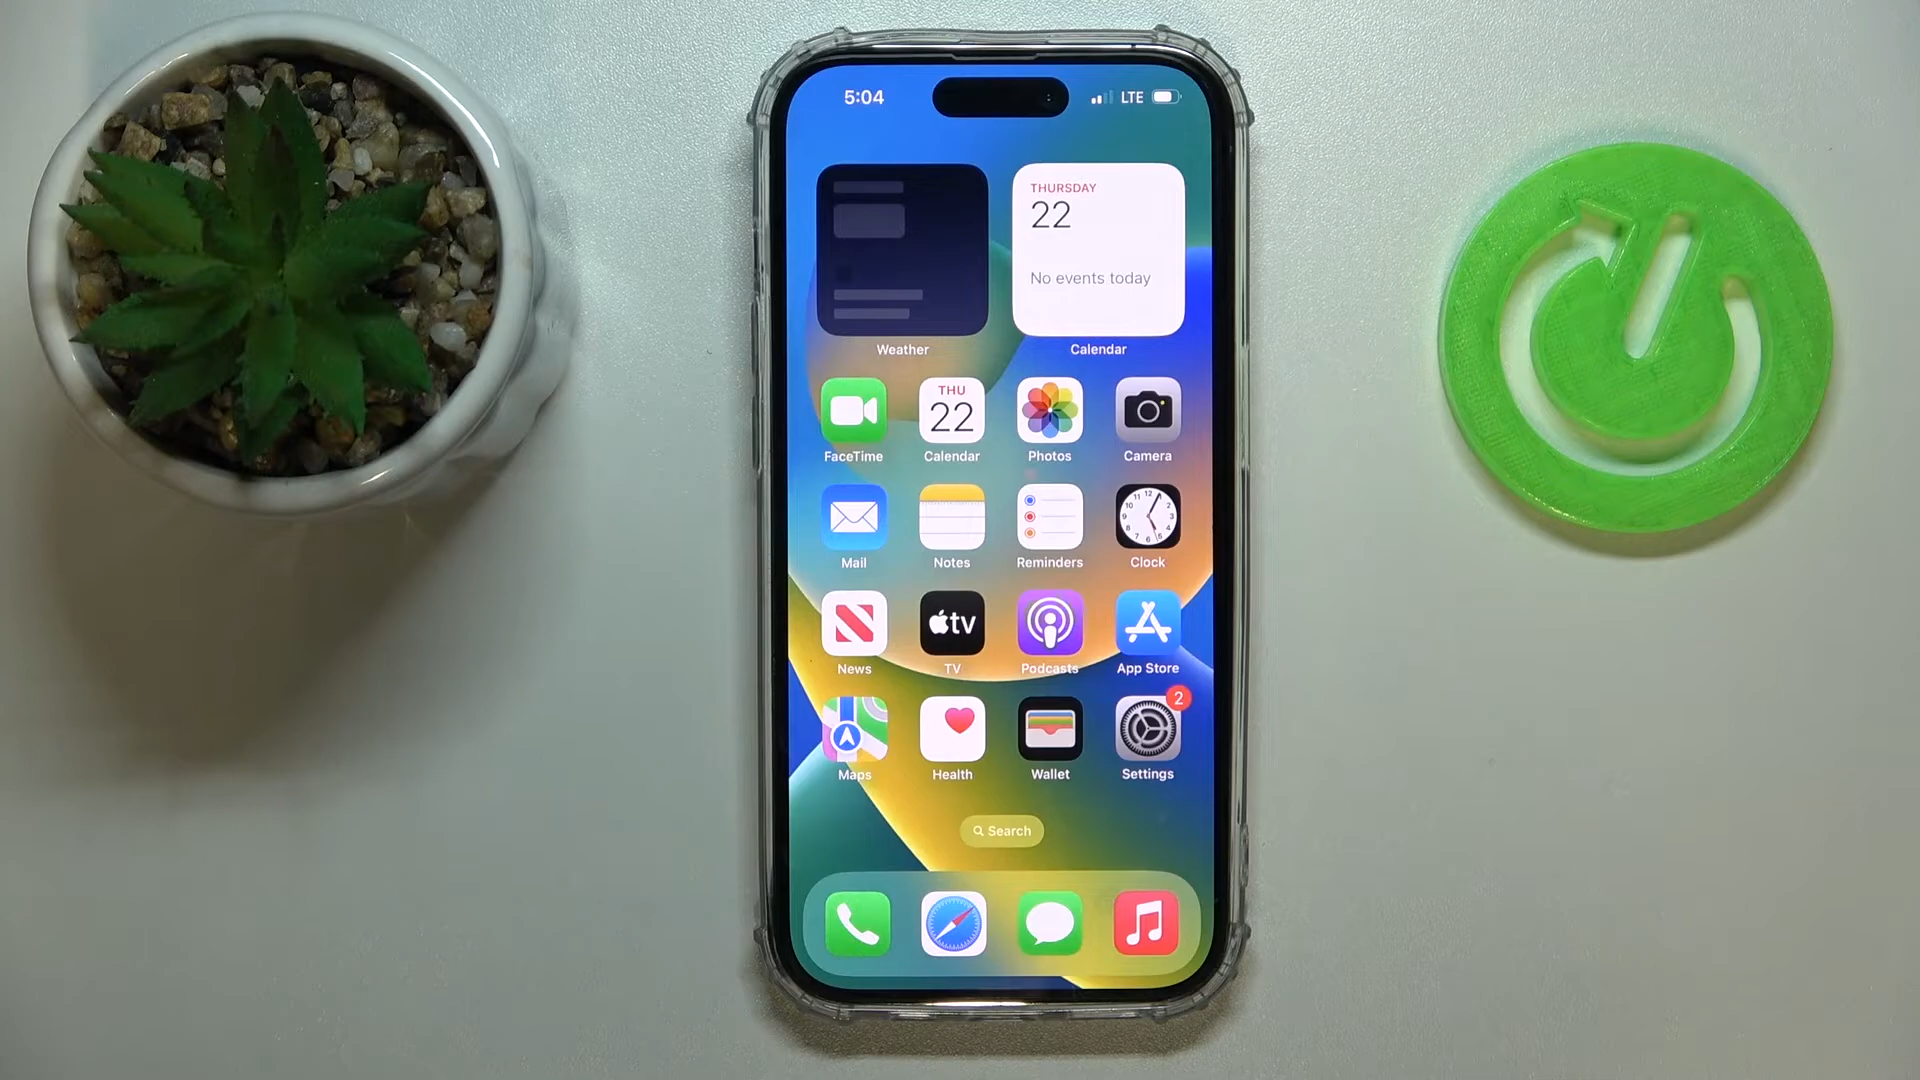 5:04 LTE
THURSDAY
22
No events today
Weather Calendar
THU
22
FaceTime Calendar Photos Camera
Mail Notes Reminders Clock
tv
News TV Podcasts App Store
2
Maps Health Wallet Settings
Search